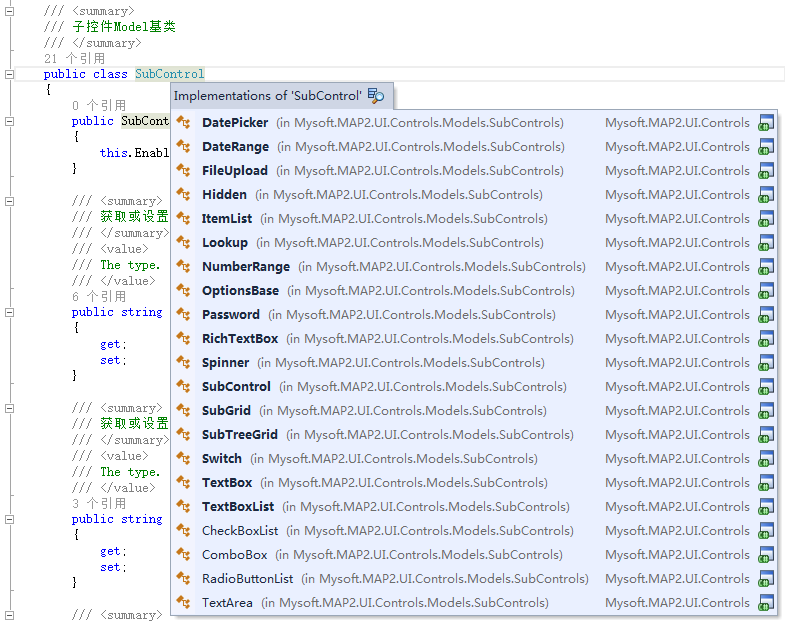 /// <summary>
/// 子控件Model基类
/// </summary>
21 个引用
public class SubControl
{
Implementations of 'SubControl'
0 个引用
public SubCont
{
this.Enabl
}
/// <summary>
/// 获取或设置
/// </summary>
/// <value>
/// The type.
/// </value>
6 个引用
public string
{
get;
set;
}
/// <summary>
/// 获取或设置
/// </summary>
/// <value>
/// The type.
/// </value>
3 个引用
public string
{
get;
set;
}
/// <summary>
DatePicker (in Mysoft.MAP2.UI.Controls.Models.SubControls) Mysoft.MAP2.UI.Controls
DateRange (in Mysoft.MAP2.UI.Controls.Models.SubControls) Mysoft.MAP2.UI.Controls
FileUpload (in Mysoft.MAP2.UI.Controls.Models.SubControls) Mysoft.MAP2.UI.Controls
Hidden (in Mysoft.MAP2.UI.Controls.Models.SubControls) Mysoft.MAP2.UI.Controls
ItemList (in Mysoft.MAP2.UI.Controls.Models.SubControls) Mysoft.MAP2.UI.Controls
Lookup (in Mysoft.MAP2.UI.Controls.Models.SubControls) Mysoft.MAP2.UI.Controls
NumberRange (in Mysoft.MAP2.UI.Controls.Models.SubControls) Mysoft.MAP2.UI.Controls
OptionsBase (in Mysoft.MAP2.UI.Controls.Models.SubControls) Mysoft.MAP2.UI.Controls
Password (in Mysoft.MAP2.UI.Controls.Models.SubControls) Mysoft.MAP2.UI.Controls
RichTextBox (in Mysoft.MAP2.UI.Controls.Models.SubControls) Mysoft.MAP2.UI.Controls
Spinner (in Mysoft.MAP2.UI.Controls.Models.SubControls) Mysoft.MAP2.UI.Controls
SubControl (in Mysoft.MAP2.UI.Controls.Models.SubControls) Mysoft.MAP2.UI.Controls
SubGrid (in Mysoft.MAP2.UI.Controls.Models.SubControls) Mysoft.MAP2.UI.Controls
SubTreeGrid (in Mysoft.MAP2.UI.Controls.Models.SubControls) Mysoft.MAP2.UI.Controls
Switch (in Mysoft.MAP2.UI.Controls.Models.SubControls) Mysoft.MAP2.UI.Controls
TextBox (in Mysoft.MAP2.UI.Controls.Models.SubControls) Mysoft.MAP2.UI.Controls
TextBoxList (in Mysoft.MAP2.UI.Controls.Models.SubControls) Mysoft.MAP2.UI.Controls
CheckBoxList (in Mysoft.MAP2.UI.Controls.Models.SubControls) Mysoft.MAP2.UI.Controls
ComboBox (in Mysoft.MAP2.UI.Controls.Models.SubControls) Mysoft.MAP2.UI.Controls
RadioButtonList (in Mysoft.MAP2.UI.Controls.Models.SubControls) Mysoft.MAP2.UI.Controls
TextArea (in Mysoft.MAP2.UI.Controls.Models.SubControls) Mysoft.MAP2.UI.Controls